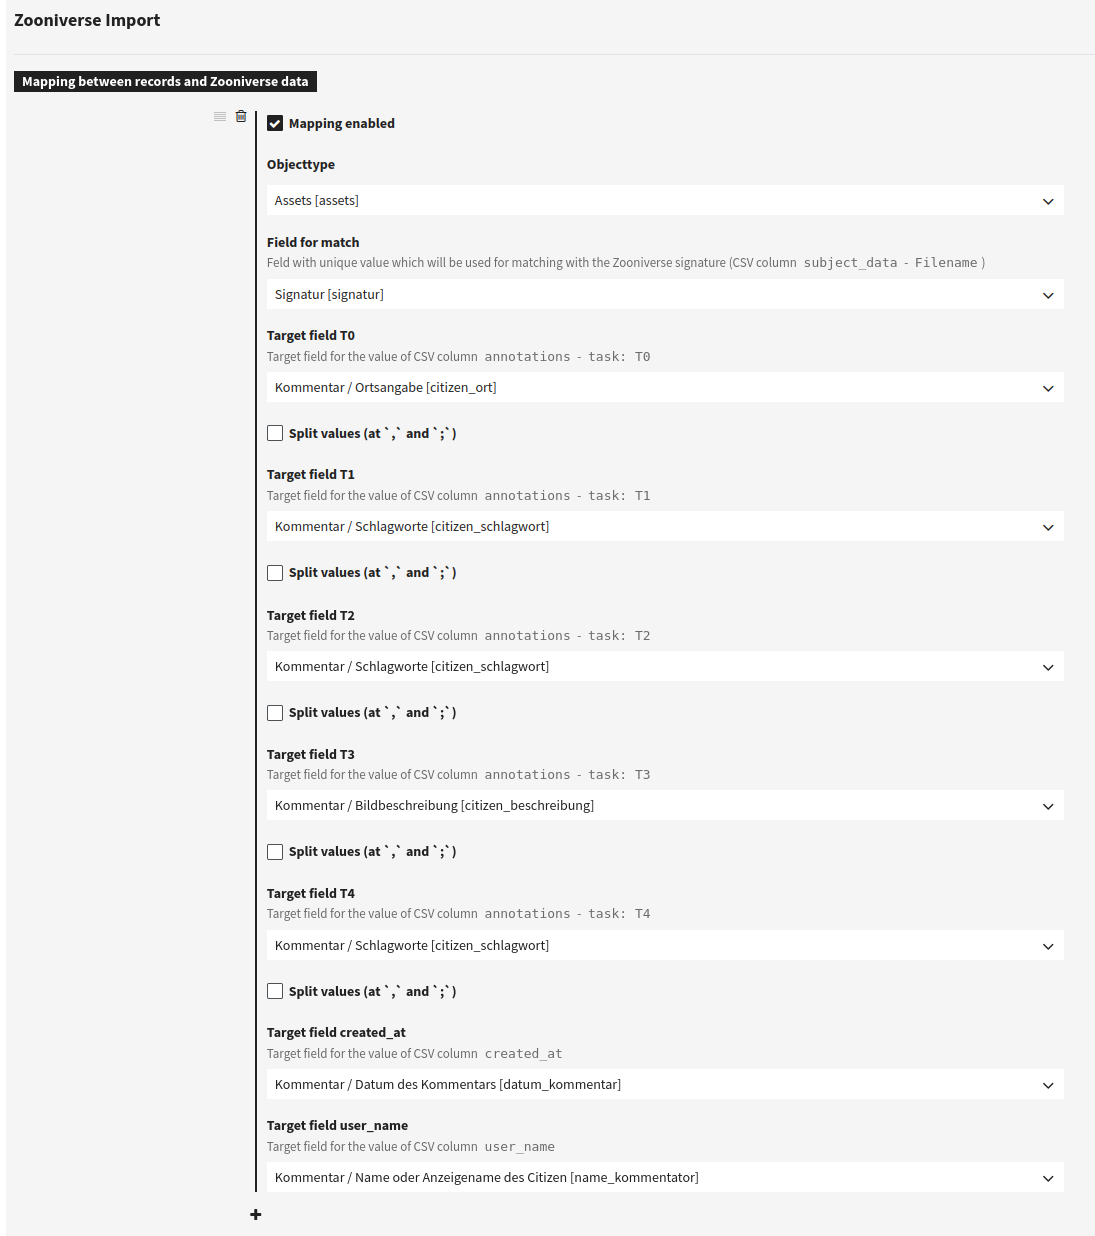 Zooniverse Import
Mapping between records and Zooniverse data
Mapping enabled
Objecttype
Assets [assets]
Field for match
Feld with unique value which will be used for matching with the Zooniverse signature (CSV column subject_data - Filename )
Signatur [signatur]
Target field T0
Target field for the value of CSV column annotations - task: T0
Kommentar / Ortsangabe [citizen_ort]
Split values (at `,` and `;`)
Target field T1
Target field for the value of CSV column annotations - task: T1
Kommentar / Schlagworte [citizen_schlagwort]
Split values (at `,` and `;`)
Target field T2
Target field for the value of CSV column annotations - task: T2
Kommentar / Schlagworte [citizen_schlagwort]
Split values (at `,` and `;`)
Target field T3
Target field for the value of CSV column annotations - task: T3
Kommentar / Bildbeschreibung [citizen_beschreibung]
Split values (at `,` and `;`)
Target field T4
Target field for the value of CSV column annotations - task: T4
Kommentar / Schlagworte [citizen_schlagwort]
Split values (at `,` and `;`)
Target field created_at
Target field for the value of CSV column created_at
Kommentar / Datum des Kommentars [datum_kommentar]
Target field user_name
Target field for the value of CSV column user_name
Kommentar / Name oder Anzeigename des Citizen [name_kommentator]